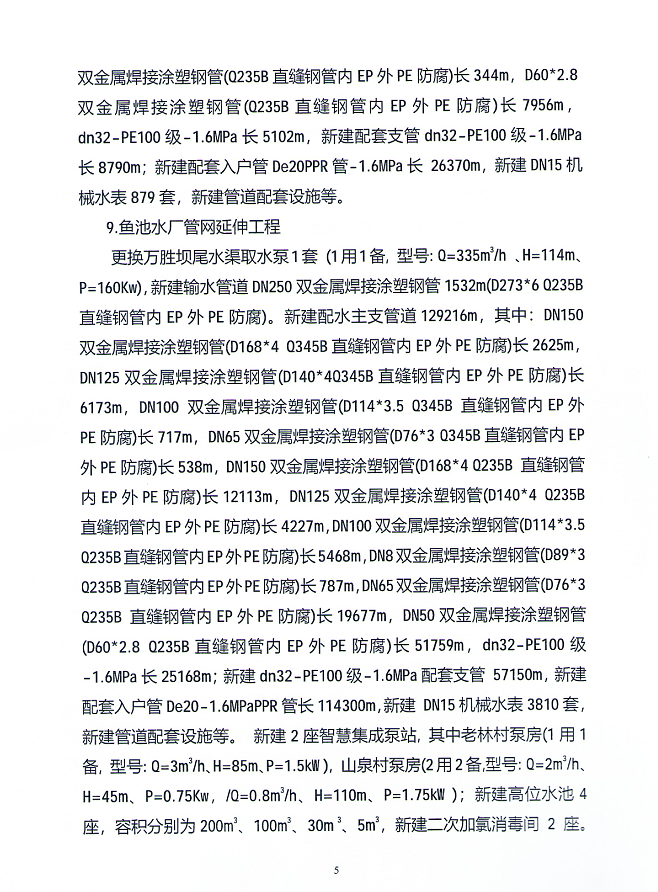 双金属焊接涂塑钢管(Q235B 直缝钢管内 EP 外 PE 防腐)长 344m，D60*2.8
双金属焊接涂塑钢管(Q235B 直缝钢管内 EP 外 PE 防腐)长 7956m，
dn32-PE100 级-1.6MPa 长 5102m，新建配套支管 dn32-PE100 级-1.6MPa
长 8790m；新建配套入户管 De20PPR 管-1.6MPa 长 26370m，新建 DN15 机
械水表 879 套，新建管道配套设施等。
9.鱼池水厂管网延伸工程
更换万胜坝尾水渠取水泵 1 套 (1 用 1 备, 型号: Q=335m³/h 、H=114m、
P=160Kw)，新建输水管道 DN250 双金属焊接涂塑钢管 1532m(D273*6 Q235B
直缝钢管内 EP 外 PE 防腐)。新建配水主支管道 129216m，其中：DN150
双金属焊接涂塑钢管(D168*4 Q345B 直缝钢管内 EP 外 PE 防腐)长 2625m，
DN125 双金属焊接涂塑钢管(D140*4Q345B 直缝钢管内 EP 外 PE 防腐)长
6173m，DN100 双金属焊接涂塑钢管(D114*3.5 Q345B 直缝钢管内 EP 外
PE 防腐)长 717m，DN65 双金属焊接涂塑钢管(D76*3 Q345B 直缝钢管内 EP
外 PE 防腐)长 538m，DN150 双金属焊接涂塑钢管(D168*4 Q235B 直缝钢管
内 EP 外 PE 防腐)长 12113m，DN125 双金属焊接涂塑钢管(D140*4 Q235B
直缝钢管内 EP 外 PE 防腐)长 4227m，DN100 双金属焊接涂塑钢管(D114*3.5
Q235B 直缝钢管内 EP 外 PE 防腐)长 5468m，DN8 双金属焊接涂塑钢管(D89*3
Q235B 直缝钢管内 EP 外 PE 防腐)长 787m，DN65 双金属焊接涂塑钢管(D76*3
Q235B 直缝钢管内 EP 外 PE 防腐)长 19677m，DN50 双金属焊接涂塑钢管
(D60*2.8 Q235B 直缝钢管内 EP 外 PE 防腐)长 51759m，dn32-PE100 级
-1.6MPa 长 25168m；新建 dn32-PE100 级-1.6MPa 配套支管 57150m，新建
配套入户管 De20-1.6MPaPPR 管长 114300m，新建 DN15 机械水表 3810 套，
新建管道配套设施等。 新建 2 座智慧集成泵站，其中老林村泵房(1 用 1
备，型号: Q=3m³/h、H=85m、P=1.5kW)，山泉村泵房(2 用 2 备,型号: Q=2m³/h、
H=45m、P=0.75Kw，/Q=0.8m³/h、H=110m、P=1.75kW )；新建高位水池 4
座，容积分别为 200m³、100m³、30m³、5m³，新建二次加氯消毒间 2 座。
5